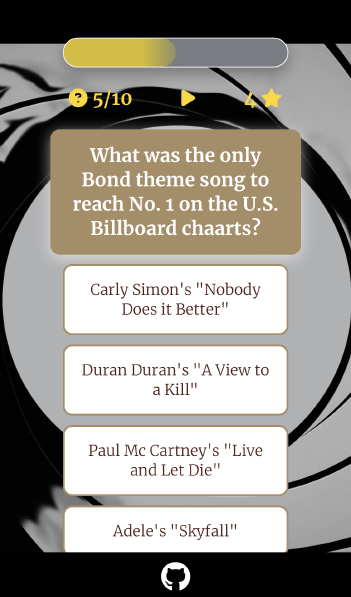 5/10
4
What was the only
Bond theme song to
reach No. 1 on the U.S.
Billboard chaarts?
Carly Simon's "Nobody
Does it Better"
Duran Duran's "A View to
a Kill"
Paul Mc Cartney's "Live
and Let Die"
Adele's "Skyfall"